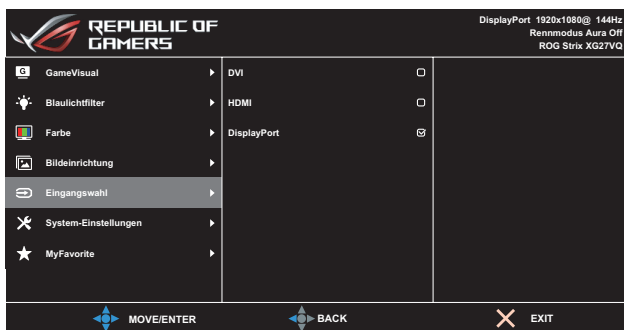 REPUBLIC OF
GAMERS
DisplayPort 1920x1080@ 144Hz
Rennmodus Aura Off
ROG Strix XG27VQ
G GameVisual
Blaulichtfilter
Farbe
Bildeinrichtung
Eingangswahl
System-Einstellungen
MyFavorite
DVI
HDMI
DisplayPort
MOVE/ENTER
BACK
EXIT